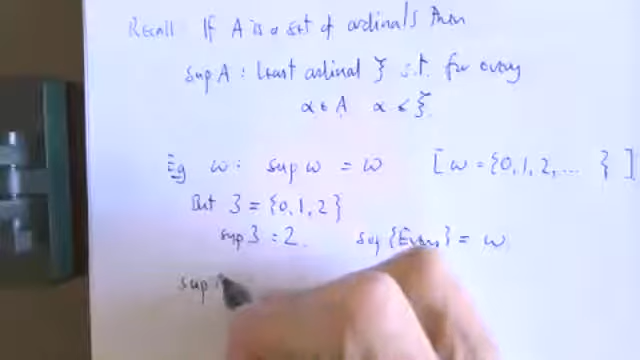 Recall: If A is a set of ordinals then
sup A : Least ordinal ξ s.t. for every
α ∈ A α ≤ ξ.
Eg ω : sup ω = ω [ω = {0, 1, 2, ... }]
But 3 = {0, 1, 2}
sup 3 = 2. sup {Evens} = ω
sup